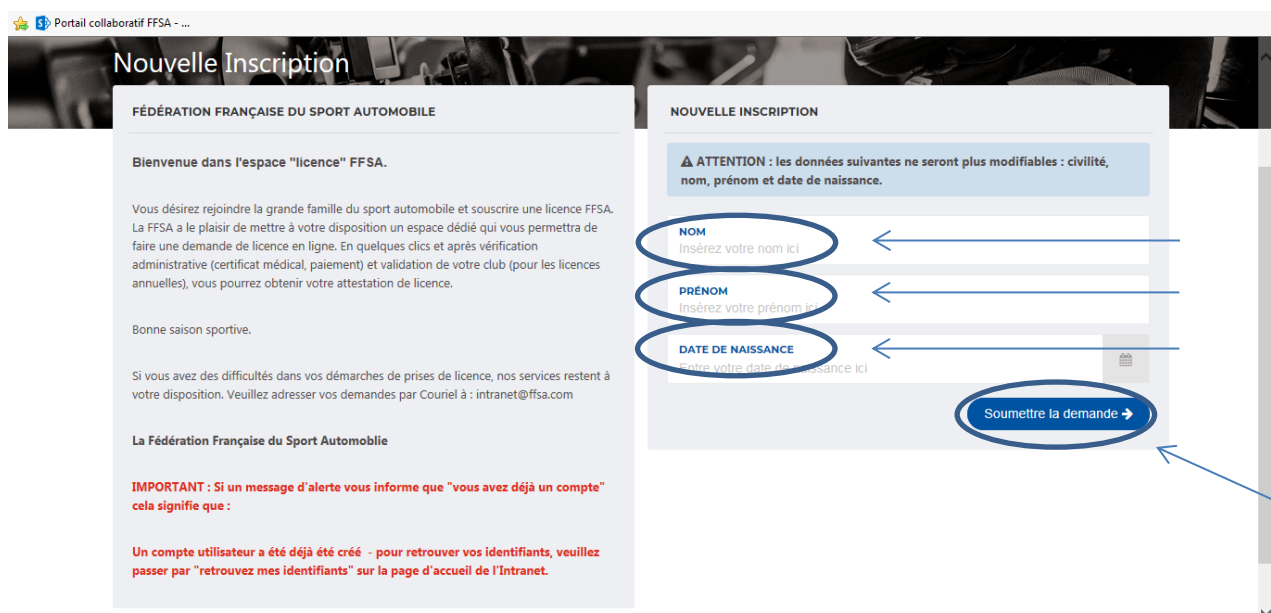 Portail collaboratif FFSA - ...
Nouvelle Inscription
FÉDÉRATION FRANÇAISE DU SPORT AUTOMOBILE
Bienvenue dans l'espace "licence" FFSA.
Vous désirez rejoindre la grande famille du sport automobile et souscrire une licence FFSA.
La FFSA a le plaisir de mettre à votre disposition un espace dédié qui vous permettra de
faire une demande de licence en ligne. En quelques clics et après vérification
administrative (certificat médical, paiement) et validation de votre club (pour les licences
annuelles), vous pourrez obtenir votre attestation de licence.
Bonne saison sportive.
Si vous avez des difficultés dans vos démarches de prises de licence, nos services restent à
votre disposition. Veuillez adresser vos demandes par Couriel à : intranet@ffsa.com
La Fédération Française du Sport Automoblie
IMPORTANT : Si un message d'alerte vous informe que "vous avez déjà un compte"
cela signifie que :
Un compte utilisateur a été déjà été créé - pour retrouver vos identifiants, veuillez
passer par "retrouvez mes identifiants" sur la page d'accueil de l'Intranet.
NOUVELLE INSCRIPTION
ATTENTION : les données suivantes ne seront plus modifiables : civilité,
nom, prénom et date de naissance.
NOM
Insérez votre nom ici
PRÉNOM
Insérez votre prénom ici
DATE DE NAISSANCE
Entre votre date de naissance ici
Soumettre la demande